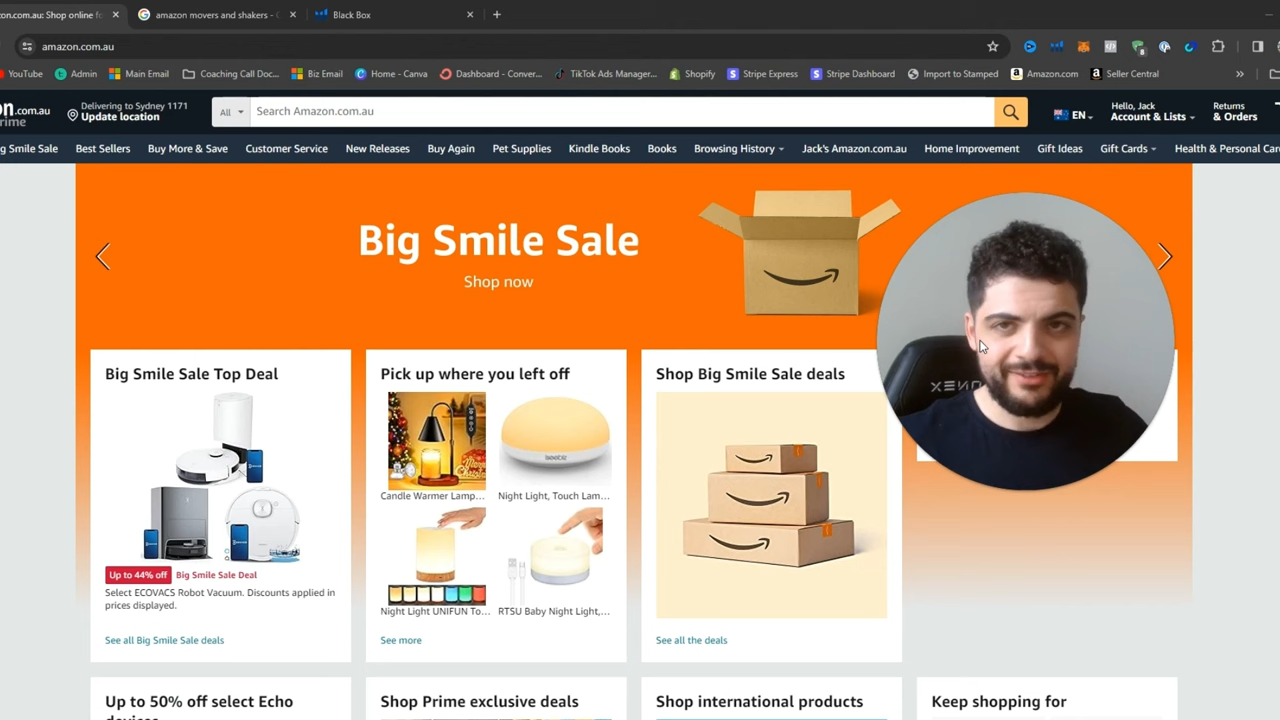 on.com.au: Shop online fo
amazon movers and shakers - G
Black Box
amazon.com.au
YouTube
Admin
Main Email
Coaching Call Doc...
Biz Email
Home - Canva
Dashboard - Conver...
TikTok Ads Manager...
Shopify
Stripe Express
Stripe Dashboard
Import to Stamped
Amazon.com
Seller Central
on.com.au
rime
Delivering to Sydney 1171
Update location
All
Search Amazon.com.au
EN
Hello, Jack
Account & Lists
Returns
& Orders
g Smile Sale
Best Sellers
Buy More & Save
Customer Service
New Releases
Buy Again
Pet Supplies
Kindle Books
Books
Browsing History
Jack's Amazon.com.au
Home Improvement
Gift Ideas
Gift Cards
Health & Personal Car
Big Smile Sale
Shop now
Big Smile Sale Top Deal
Up to 44% off
Big Smile Sale Deal
Select ECOVACS Robot Vacuum. Discounts applied in
prices displayed.
See all Big Smile Sale deals
Pick up where you left off
Candle Warmer Lamp...
Night Light, Touch Lam...
Night Light UNIFUN To...
RTSU Baby Night Light,...
See more
Shop Big Smile Sale deals
See all the deals
Up to 50% off select Echo
devices
Shop Prime exclusive deals
Shop international products
Keep shopping for